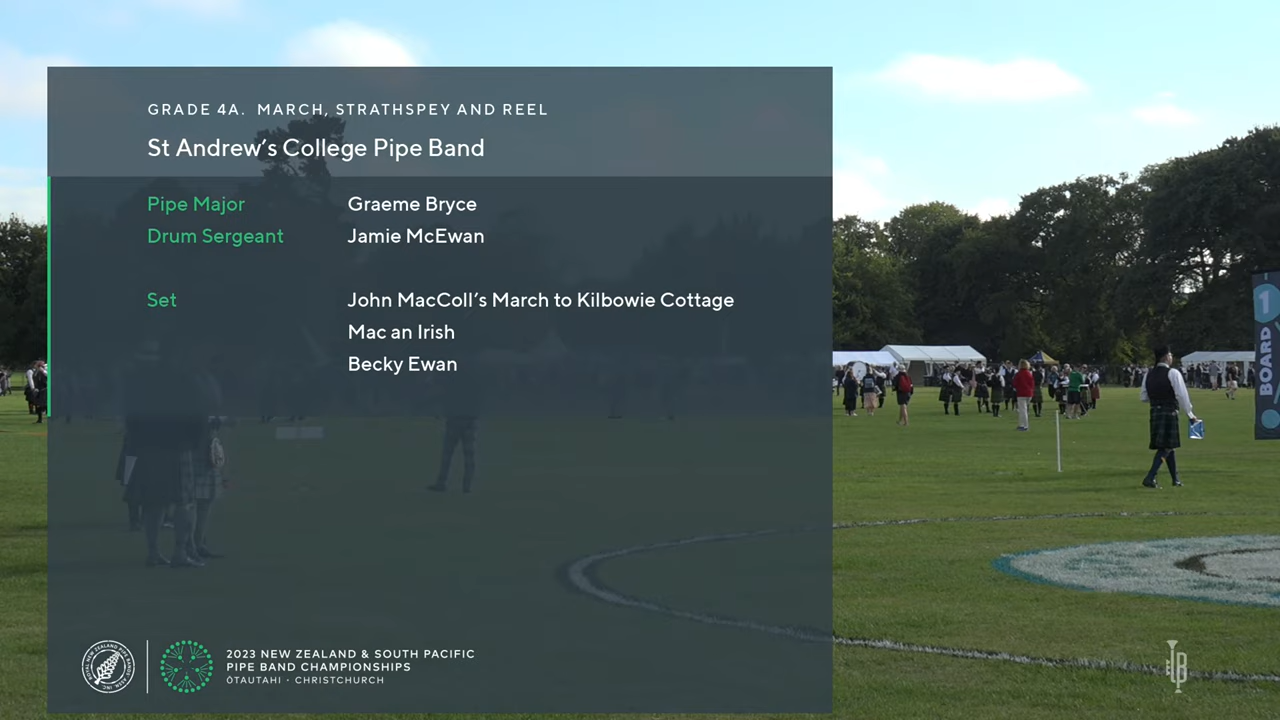 GRADE 4A. MARCH, STRATHSPEY AND REEL
St Andrew's College Pipe Band
Pipe Major Graeme Bryce
Drum Sergeant Jamie McEwan
Set John MacColl's March to Kilbowie Cottage
Mac an Irish
Becky Ewan
1
BOARD
2023 NEW ZEALAND & SOUTH PACIFIC
PIPE BAND CHAMPIONSHIPS
ŌTAUTAHI · CHRISTCHURCH